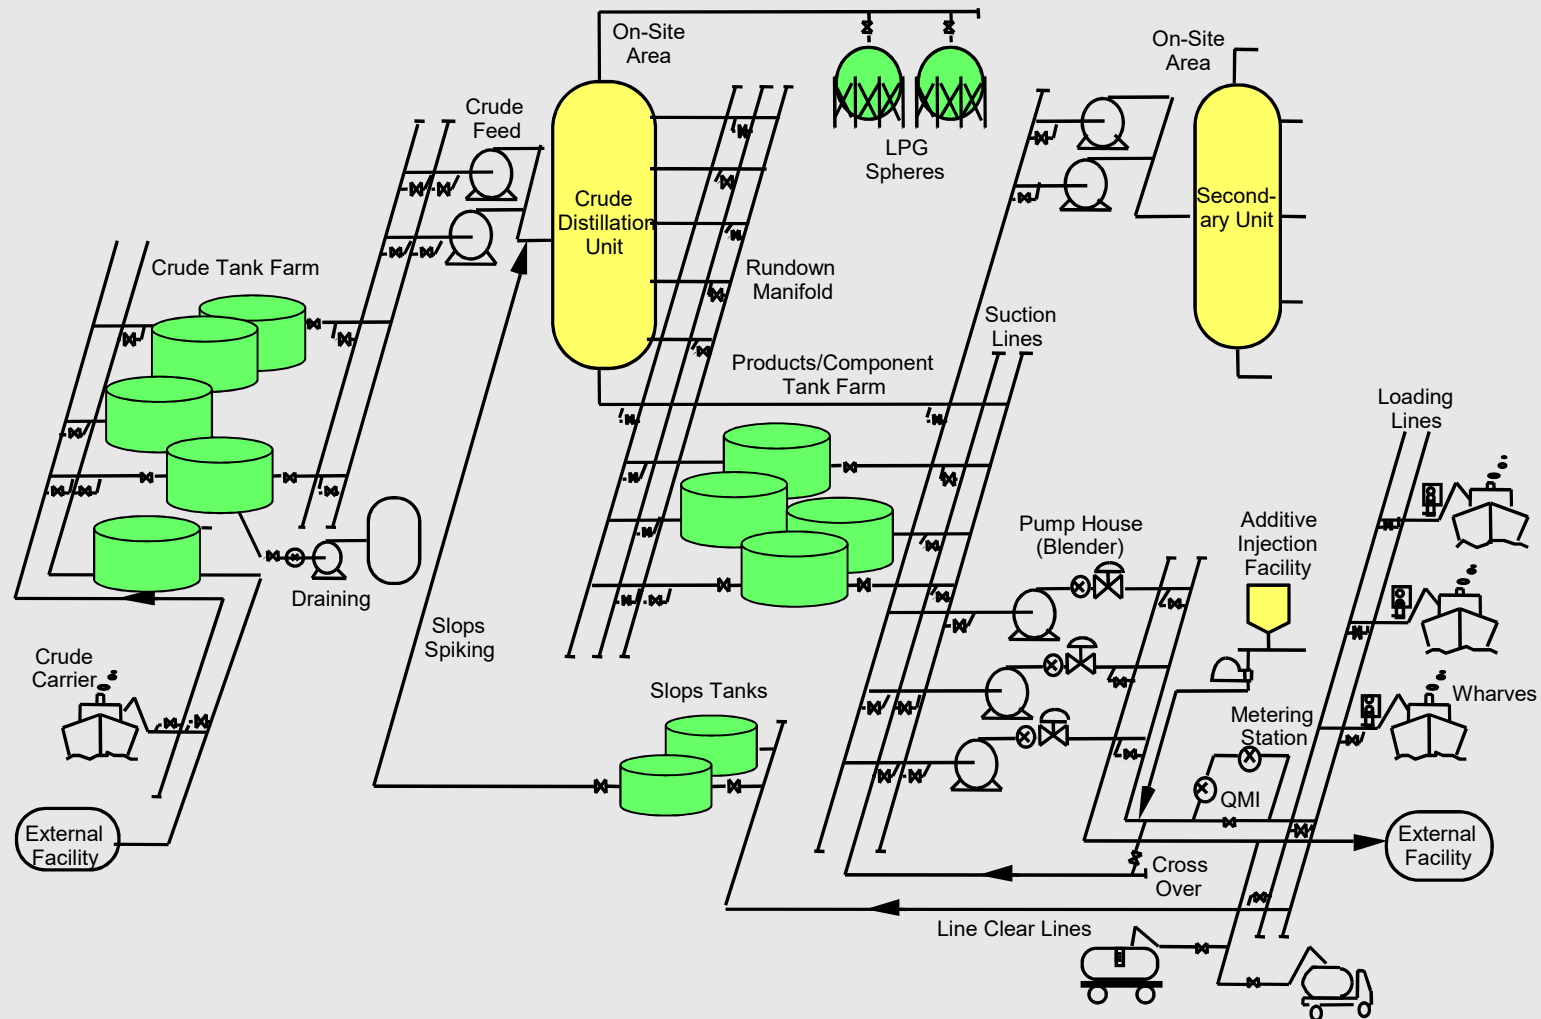 On-Site
Area
On-Site
Area
Crude
Feed
LPG
Spheres
Crude
Distillation
Unit
Second-
ary Unit
Crude Tank Farm
Rundown
Manifold
Suction
Lines
Products/Component
Tank Farm
Loading
Lines
Pump House
(Blender)
Additive
Injection
Facility
Draining
Slops
Spiking
Crude
Carrier
Slops Tanks
Wharves
Metering
Station
QMI
External
Facility
External
Facility
Cross
Over
Line Clear Lines